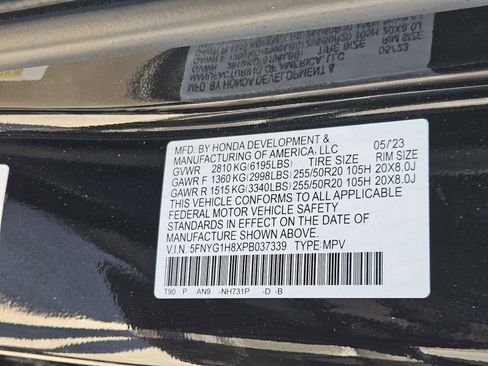 MFD. BY HONDA DEVELOPMENT &
MANUFACTURING OF AMERICA, LLC 05/'23
GVWR 2810 KG(6195LBS) TIRE SIZE RIM SIZE
GAWR F 1360 KG(2998LBS) 255/50R20 105H 20X8.0J
GAWR R 1515 KG(3340LBS) 255/50R20 105H 20X8.0J
THIS VEHICLE CONFORMS TO ALL APPLICABLE
FEDERAL MOTOR VEHICLE SAFETY
STANDARDS IN EFFECT ON THE DATE OF
MANUFACTURE SHOWN ABOVE.
V.I.N. 5FNYG1H8XPB037339 TYPE: MPV
T90 P AN9 -NH731P -D -B